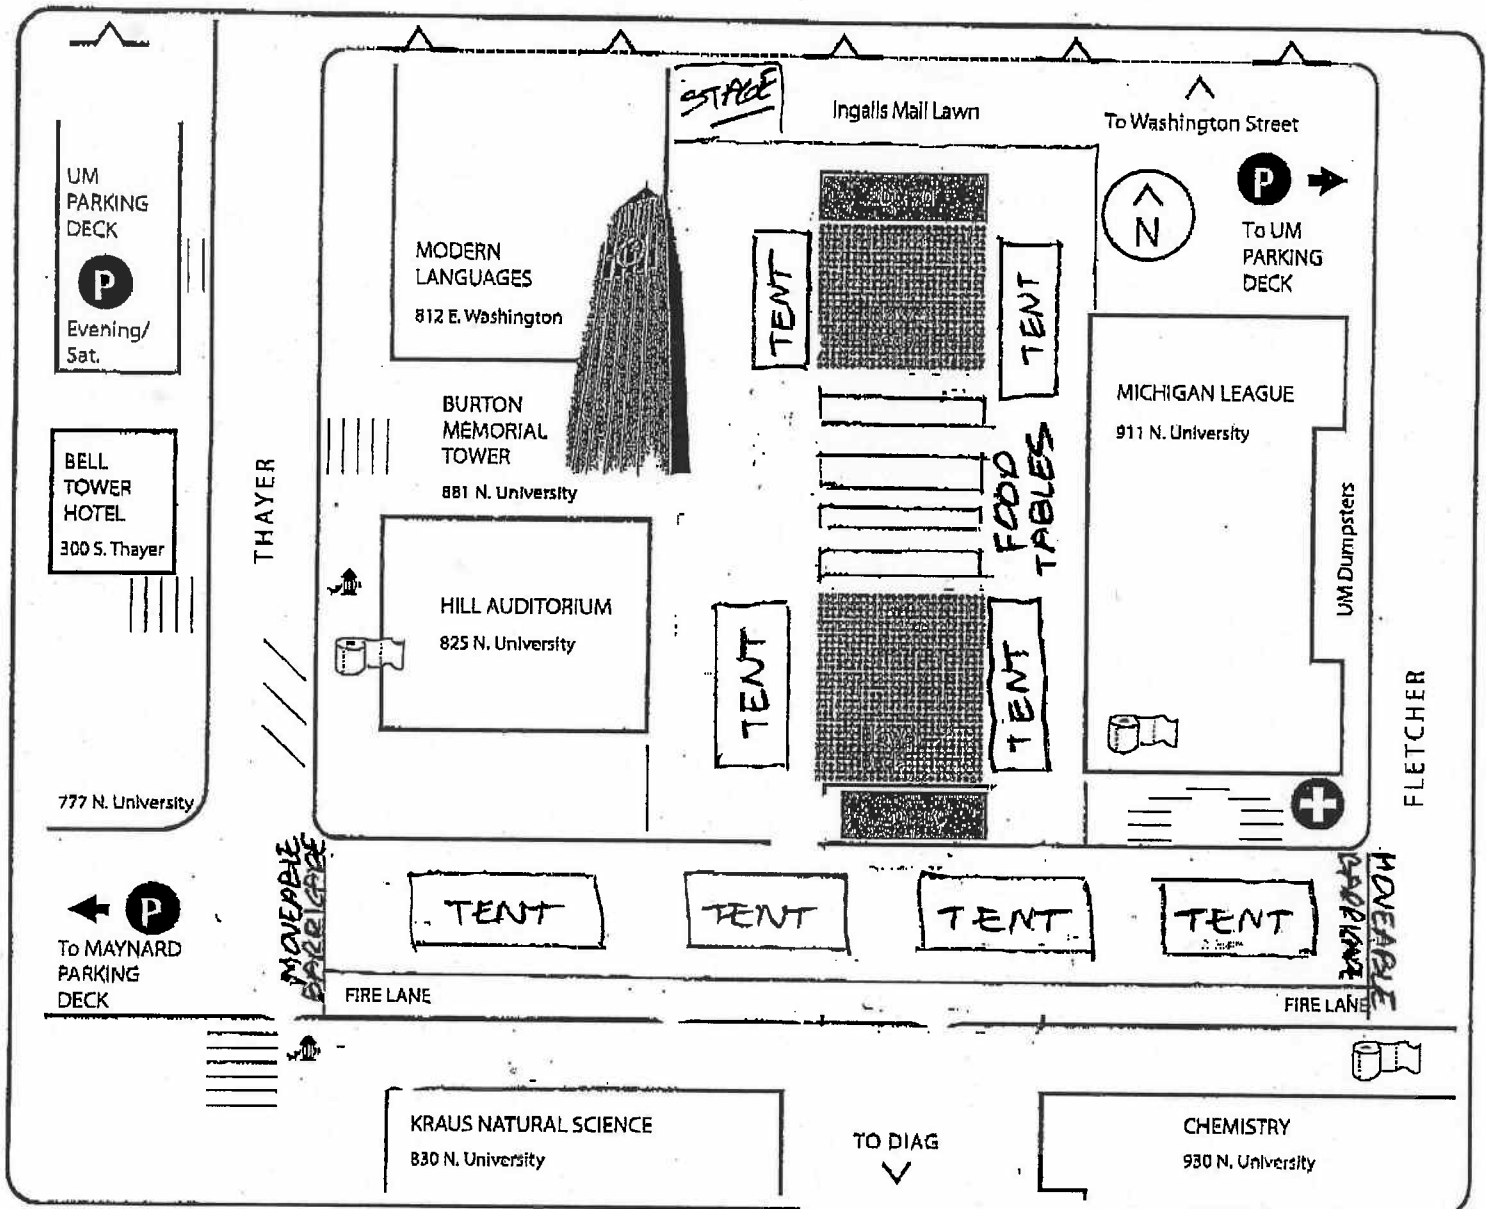 STAGE
Ingalls Mall Lawn
To Washington Street
UM
PARKING
DECK
P
Evening/
Sat.
MODERN
LANGUAGES
812 E. Washington
TENT
TENT
N
P
To UM
PARKING
DECK
BELL
TOWER
HOTEL
300 S. Thayer
THAYER
BURTON
MEMORIAL
TOWER
881 N. University
FOOD
TABLES
MICHIGAN LEAGUE
911 N. University
UM Dumpsters
HILL AUDITORIUM
825 N. University
TENT
TENT
FLETCHER
777 N. University
MOVEABLE
BARRICADE
TENT
TENT
TENT
TENT
MOVEABLE
P
To MAYNARD
PARKING
DECK
FIRE LANE
FIRE LANE
KRAUS NATURAL SCIENCE
830 N. University
TO DIAG
CHEMISTRY
930 N. University